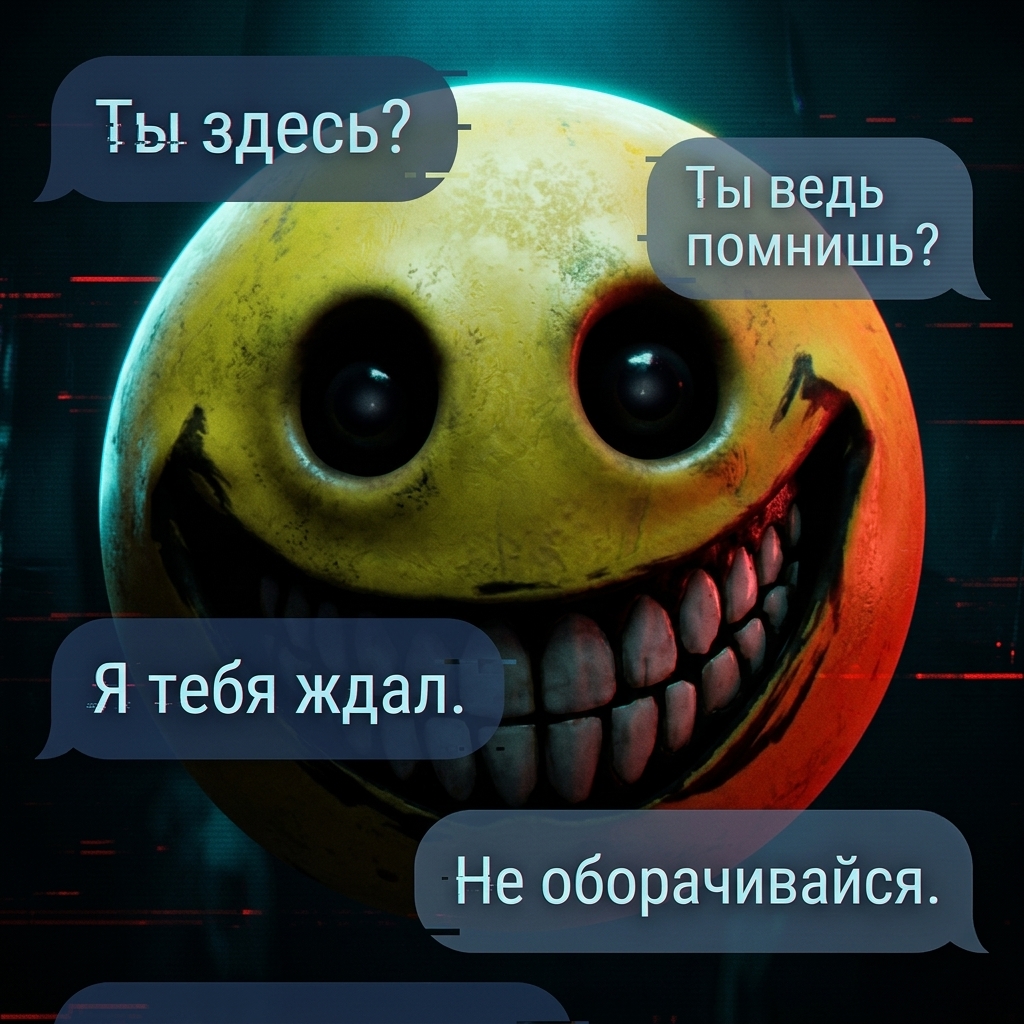 Ты здесь?
Ты ведь
помнишь?
Я тебя ждал.
Не оборачивайся.